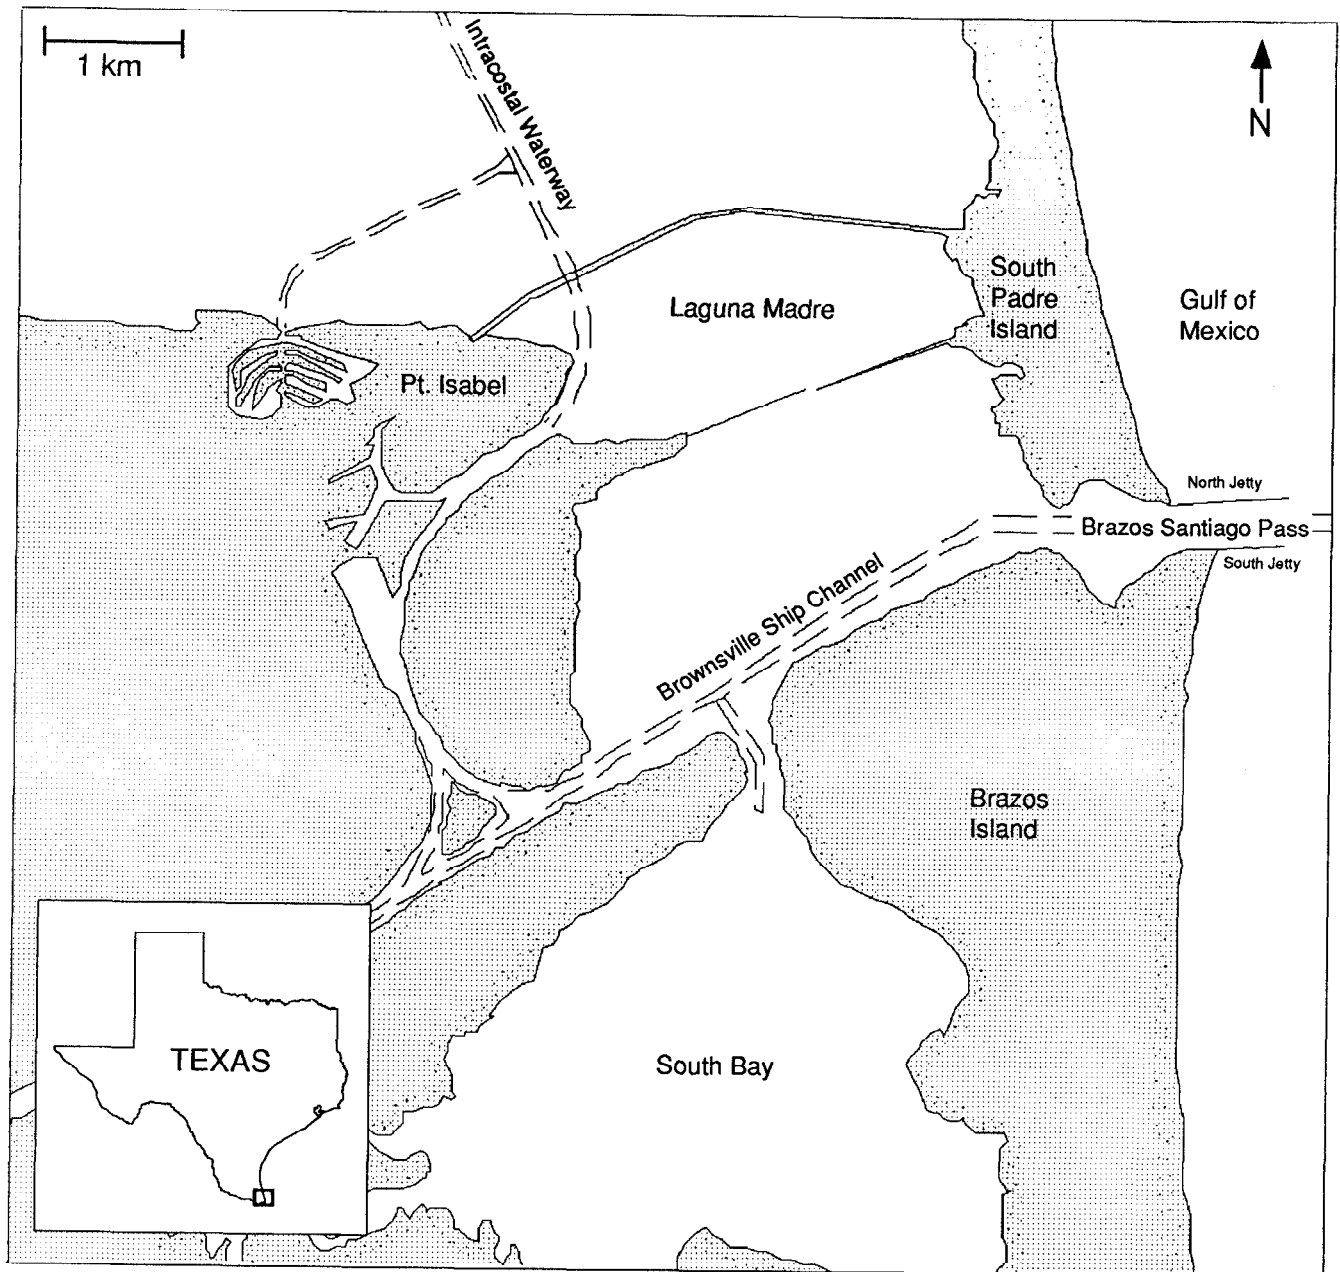 1 km
Intracostal Waterway
N
South
Padre
Island
Laguna Madre
Gulf of
Mexico
Pt. Isabel
North Jetty
Brazos Santiago Pass
South Jetty
Brownsville Ship Channel
Brazos
Island
TEXAS
South Bay